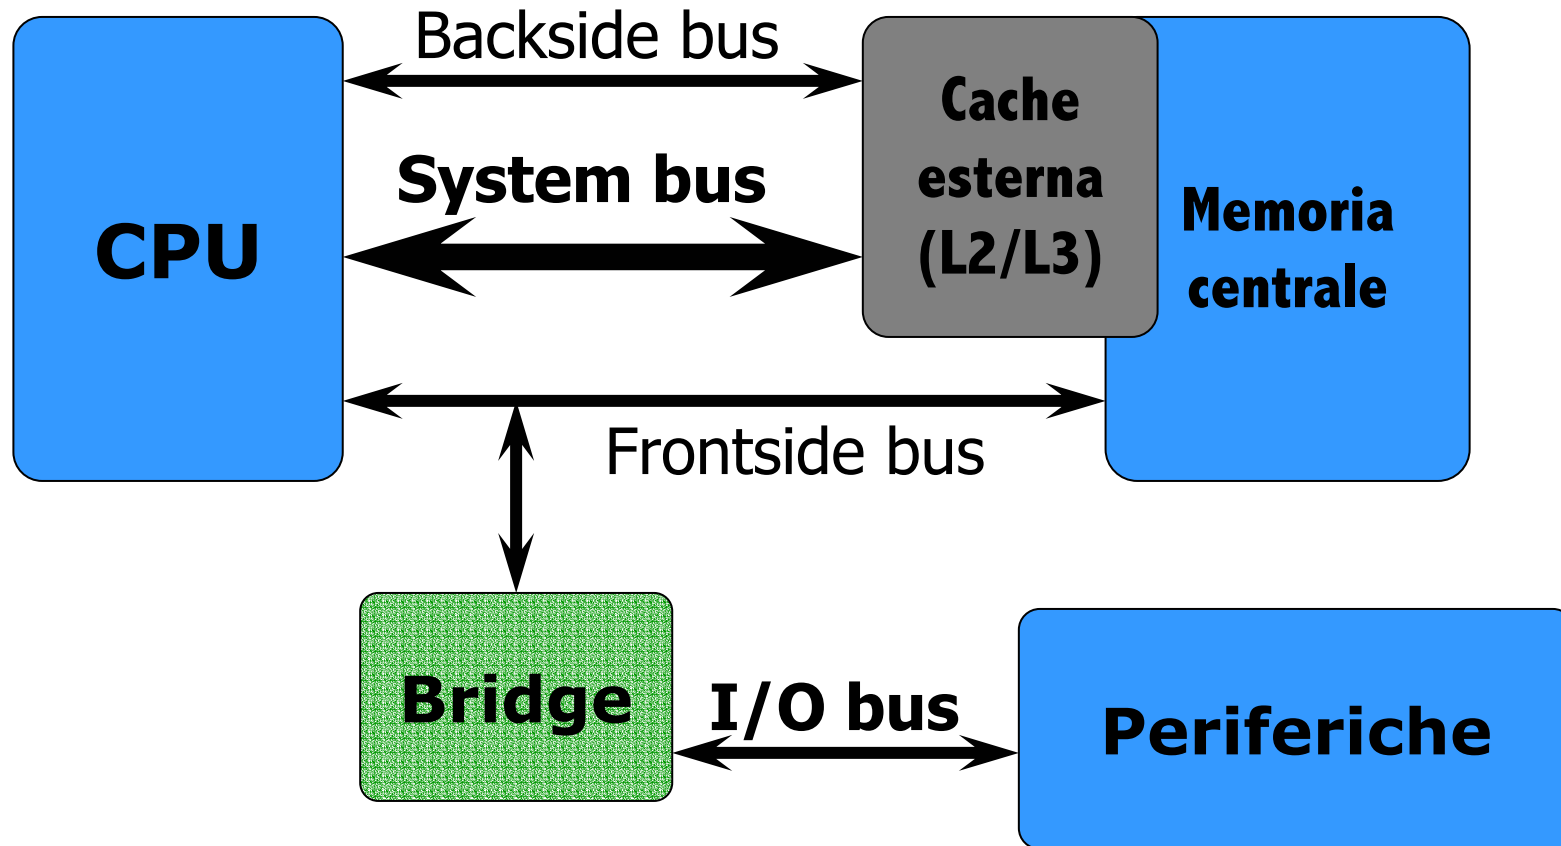 Backside bus
Cache
esterna
(L2/L3)
System bus
CPU
Memoria
centrale
Frontside bus
Bridge
I/O bus
Periferiche